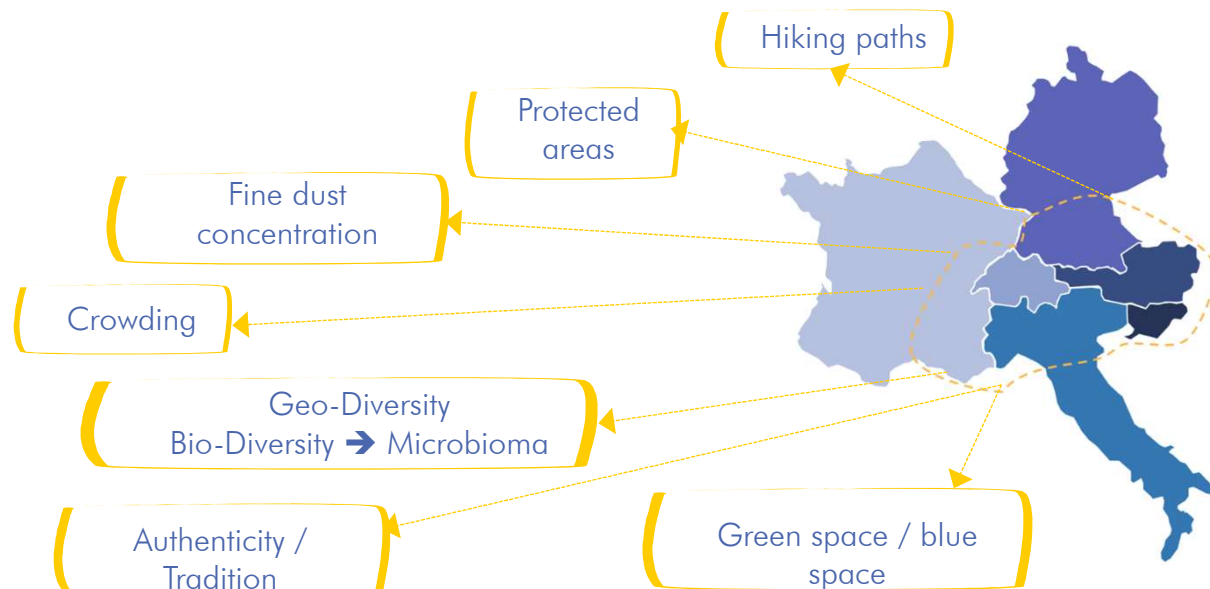 Hiking paths
Protected
areas
Fine dust
concentration
Crowding
Geo-Diversity
Bio-Diversity ➔ Microbioma
Authenticity /
Tradition
Green space / blue
space